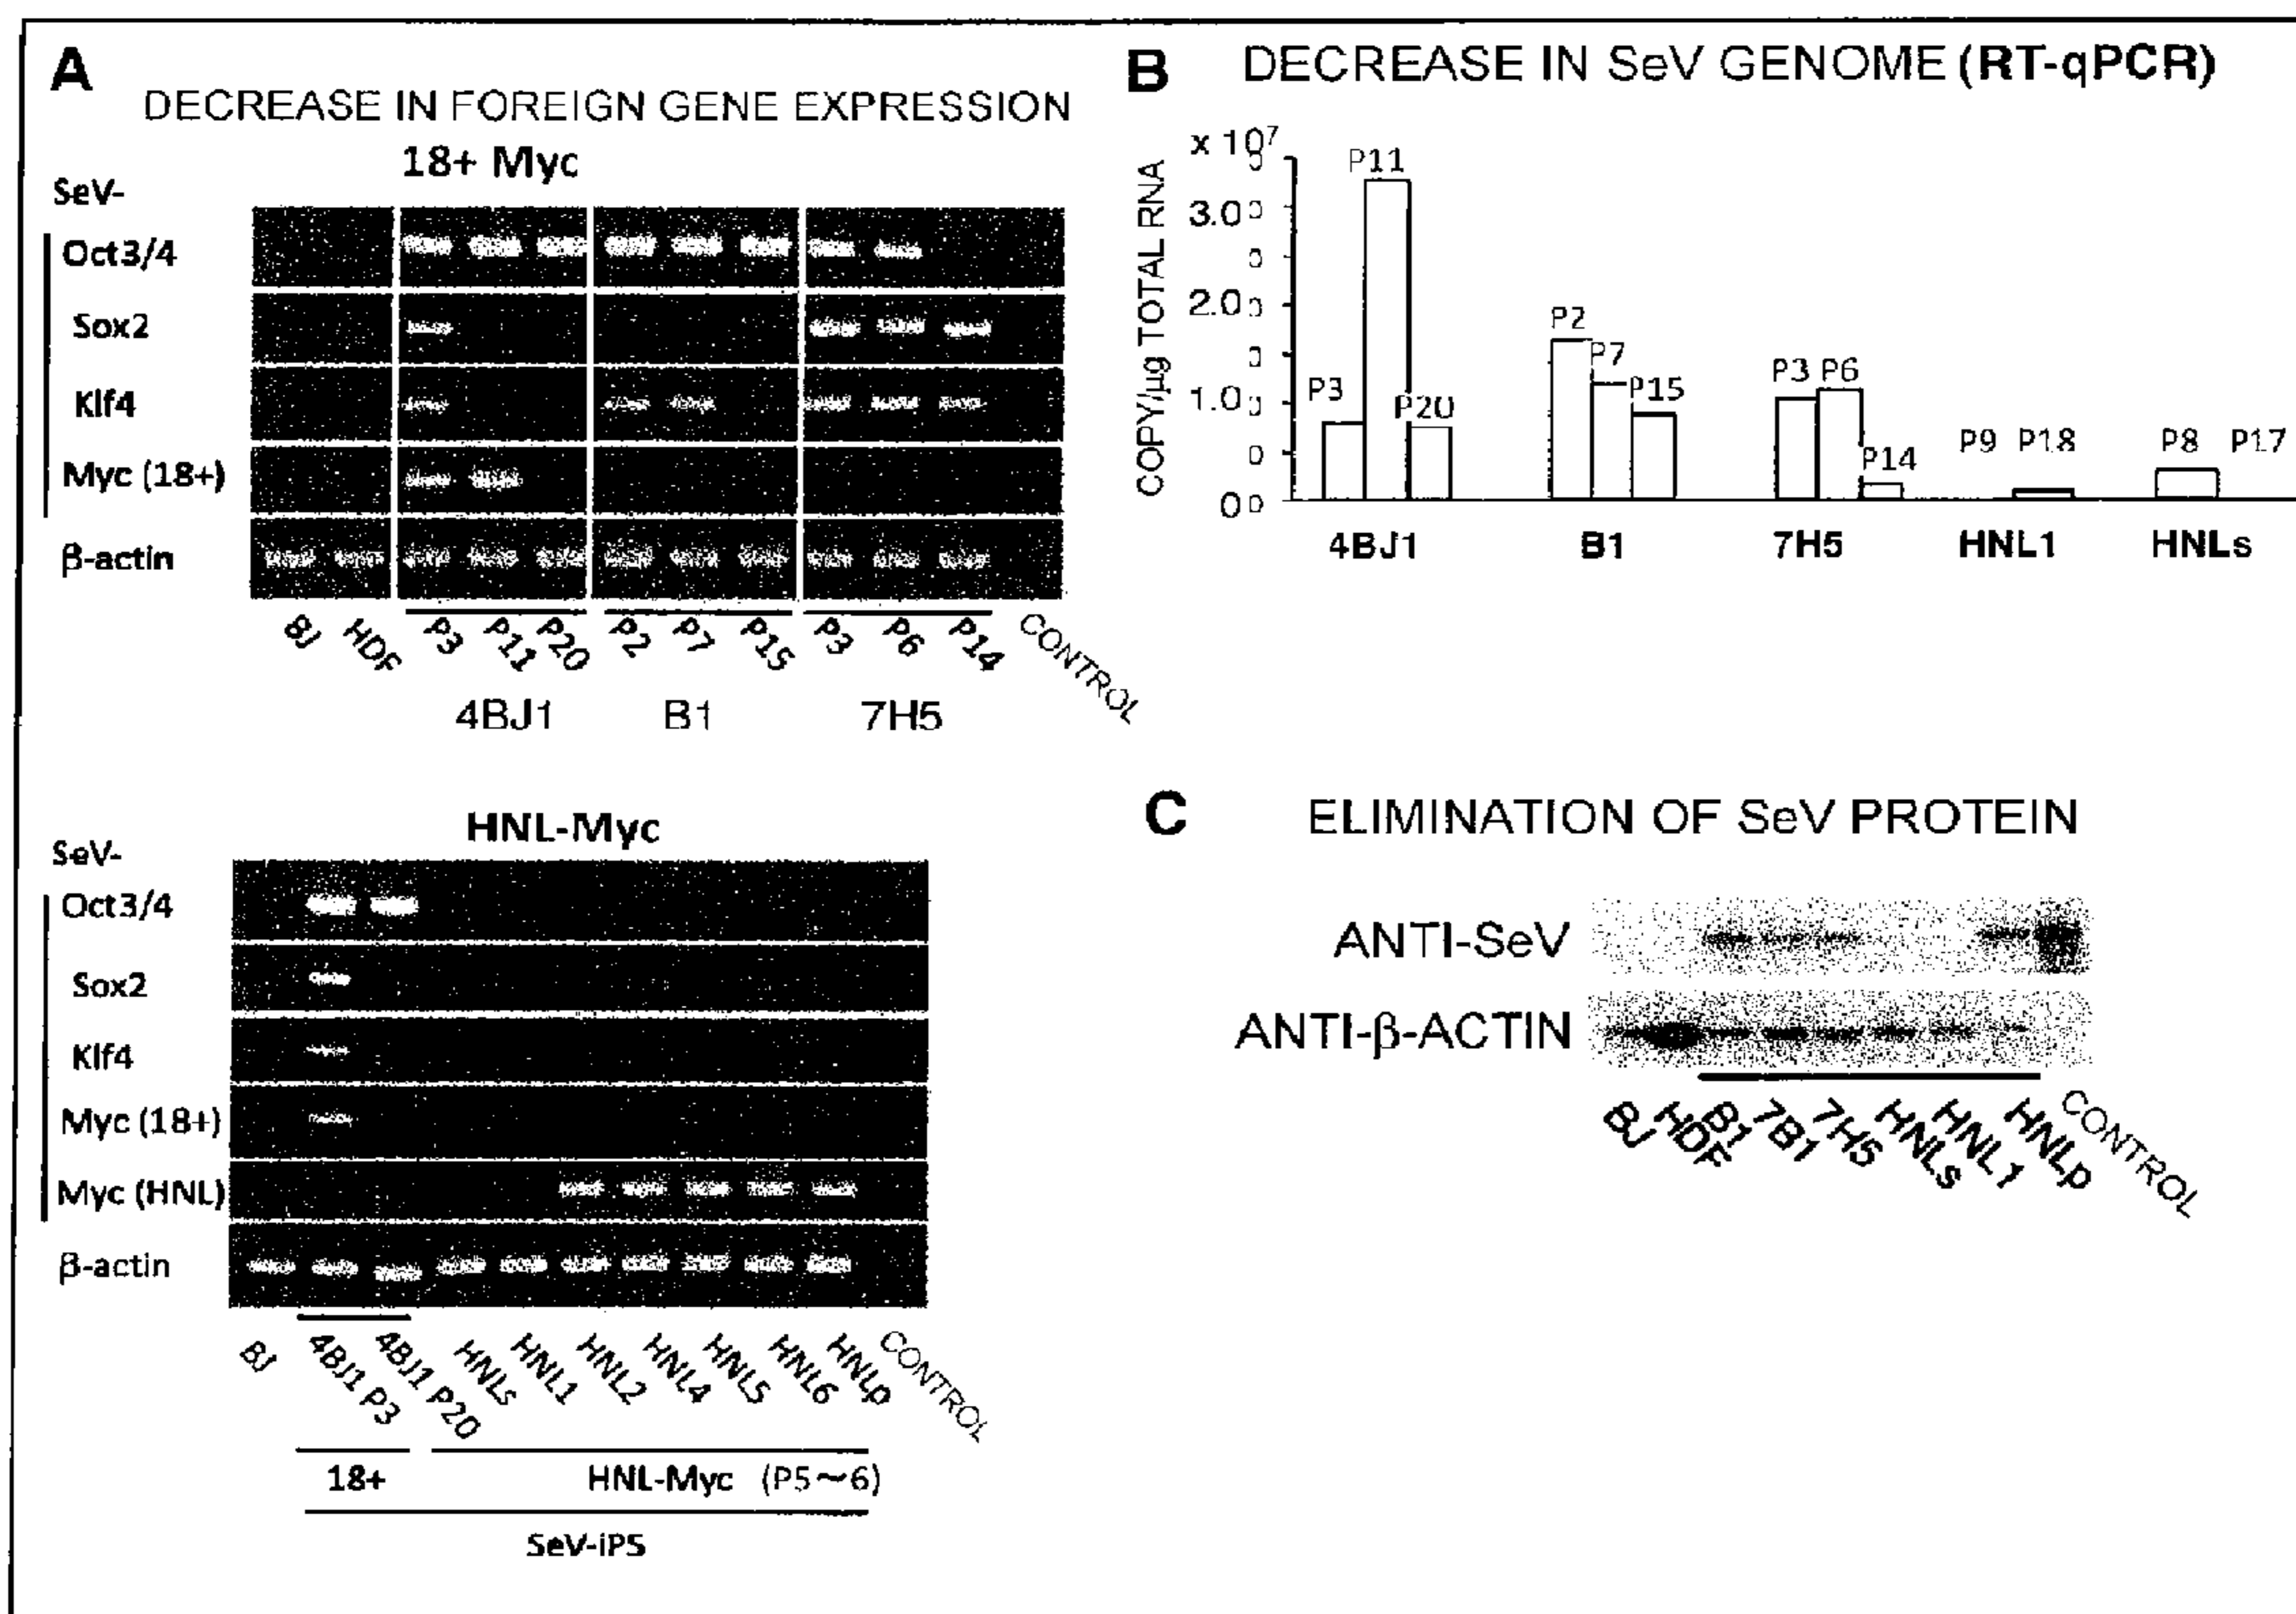 A
DECREASE IN FOREIGN GENE EXPRESSION
18+ Myc
SeV-
Oct3/4
Sox2
Klf4
Myc (18+)
β-actin
BJ HDF P3 P11 P20 P2 P7 P15 P3 P6 P14 CONTROL
4BJ1 B1 7H5
HNL-Myc
SeV-
Oct3/4
Sox2
Klf4
Myc (18+)
Myc (HNL)
β-actin
BJ 4BJ1 P3 4BJ1 P20 HNLs HNL1 HNL2 HNL4 HNL5 HNL6 HNLp CONTROL
18+ HNL-Myc (P5~6)
SeV-iPS
B
DECREASE IN SeV GENOME (RT-qPCR)
x 10⁷
COPY/µg TOTAL RNA
3.0
2.0
1.0
0
P3 P11 P20 P2 P7 P15 P3 P6 P14 P9 P18 P8 P17
4BJ1 B1 7H5 HNL1 HNLs
C
ELIMINATION OF SeV PROTEIN
ANTI-SeV
ANTI-β-ACTIN
BJ HDF B1 7B1 7H5 HNLs HNL1 HNLp CONTROL